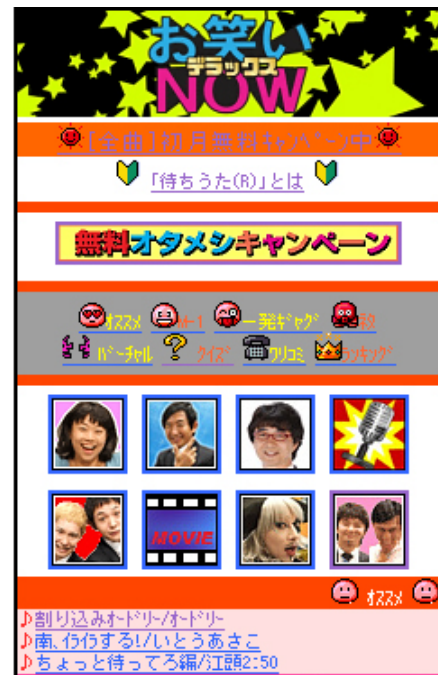 お笑い
デラックス
NOW
[全曲]初月無料ｷｬﾝﾍﾟｰﾝ中
「待ちうた(R)」とは
無料オタメシキャンペーン
ｵｽｽﾒ M-1 一発ｷﾞｬｸﾞ
ﾊﾞｰﾁｬﾙ ｸｲｽﾞ ﾜﾘｺﾐ ﾗﾝｷﾝｸﾞ
MOVIE
ｵｽｽﾒ
♪割り込みｵｰﾄﾞﾘｰ/ｵｰﾄﾞﾘｰ
♪南､ｲﾗｲﾗする!/いとうあさこ
♪ちょっと待ってろ編/江頭2:50